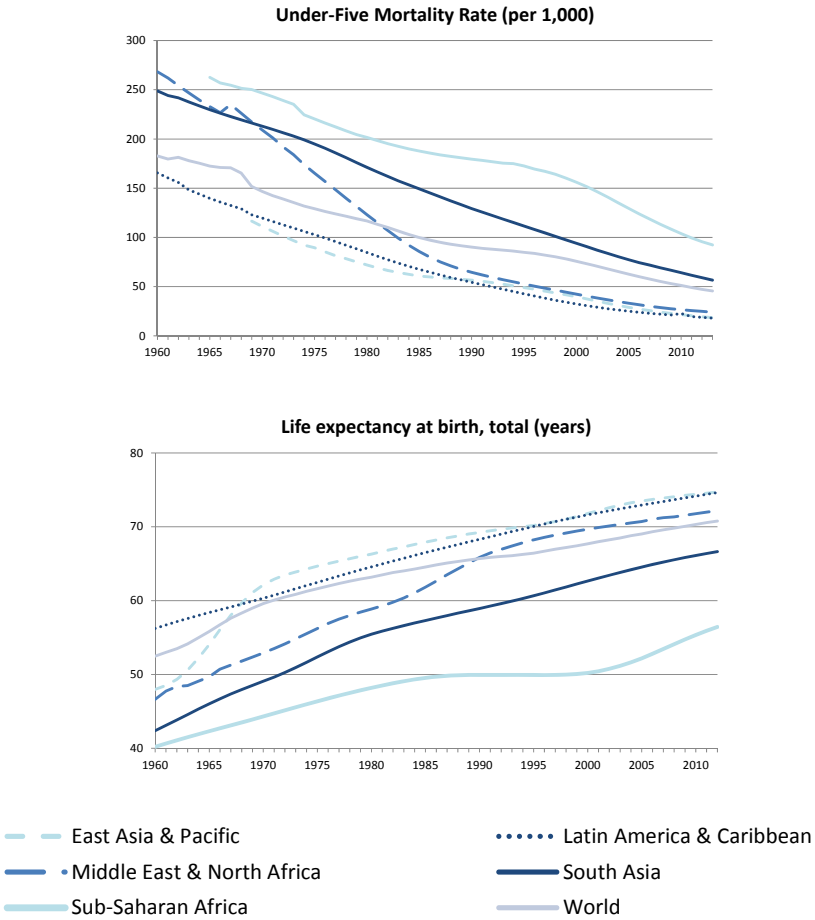 Under-Five Mortality Rate (per 1,000)
300
250
200
150
100
50
0
1960 1965 1970 1975 1980 1985 1990 1995 2000 2005 2010
Life expectancy at birth, total (years)
80
70
60
50
40
1960 1965 1970 1975 1980 1985 1990 1995 2000 2005 2010
East Asia & Pacific Latin America & Caribbean
Middle East & North Africa South Asia
Sub-Saharan Africa World